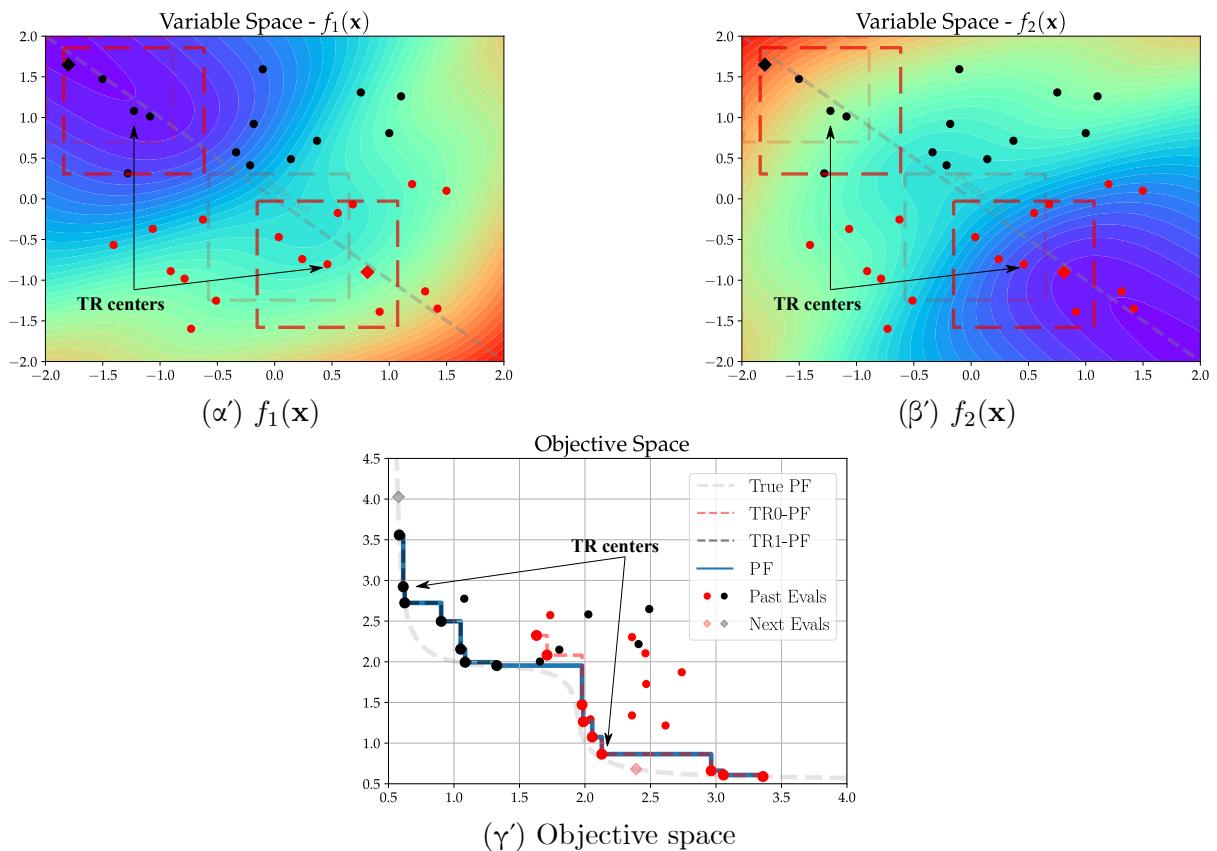 Variable Space - f₁(x)
2.0
1.5
1.0
0.5
0.0
−0.5
−1.0
−1.5
−2.0
−2.0 −1.5 −1.0 −0.5 0.0 0.5 1.0 1.5 2.0
TR centers
(α′) f₁(x)
Variable Space - f₂(x)
2.0
1.5
1.0
0.5
0.0
−0.5
−1.0
−1.5
−2.0
−2.0 −1.5 −1.0 −0.5 0.0 0.5 1.0 1.5 2.0
TR centers
(β′) f₂(x)
Objective Space
4.5
4.0
3.5
3.0
2.5
2.0
1.5
1.0
0.5
0.5 1.0 1.5 2.0 2.5 3.0 3.5 4.0
TR centers
True PF
TR0-PF
TR1-PF
PF
Past Evals
Next Evals
(γ′) Objective space